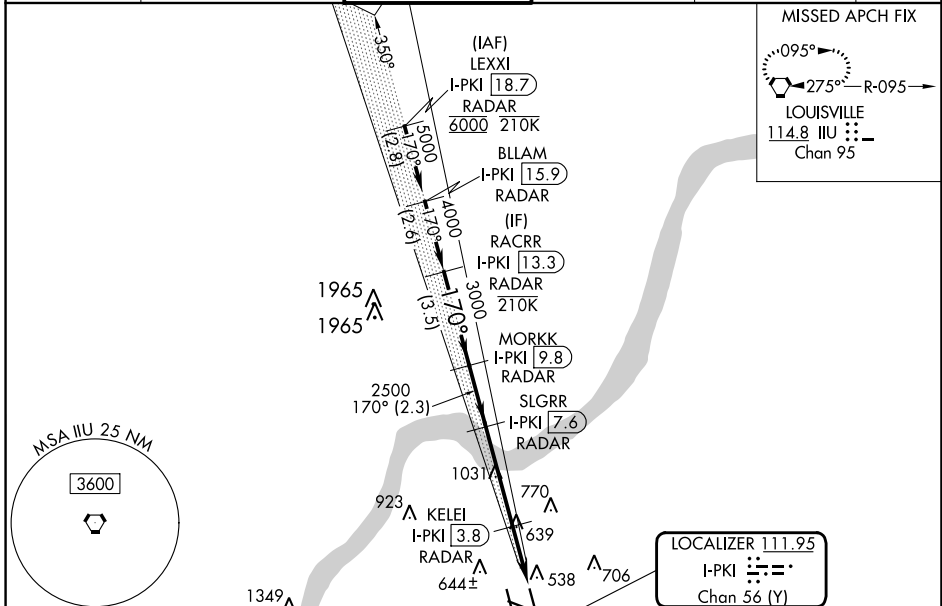 MISSED APCH FIX
095°
275°
R-095
LOUISVILLE
114.8 IIU
Chan 95
350°
(IAF)
LEXXI
I-PKI 18.7
RADAR
6000 210K
5000
170°
(2.8)
BLLAM
I-PKI 15.9
RADAR
4000
170°
(2.6)
(IF)
RACRR
I-PKI 13.3
RADAR
210K
3000
170°
(3.5)
1965
1965
MORKK
I-PKI 9.8
RADAR
2500
170° (2.3)
SLGRR
I-PKI 7.6
RADAR
MSA IIU 25 NM
3600
1031
770
923
KELEI
I-PKI 3.8
RADAR
639
644±
538
706
1349
LOCALIZER 111.95
I-PKI
Chan 56 (Y)